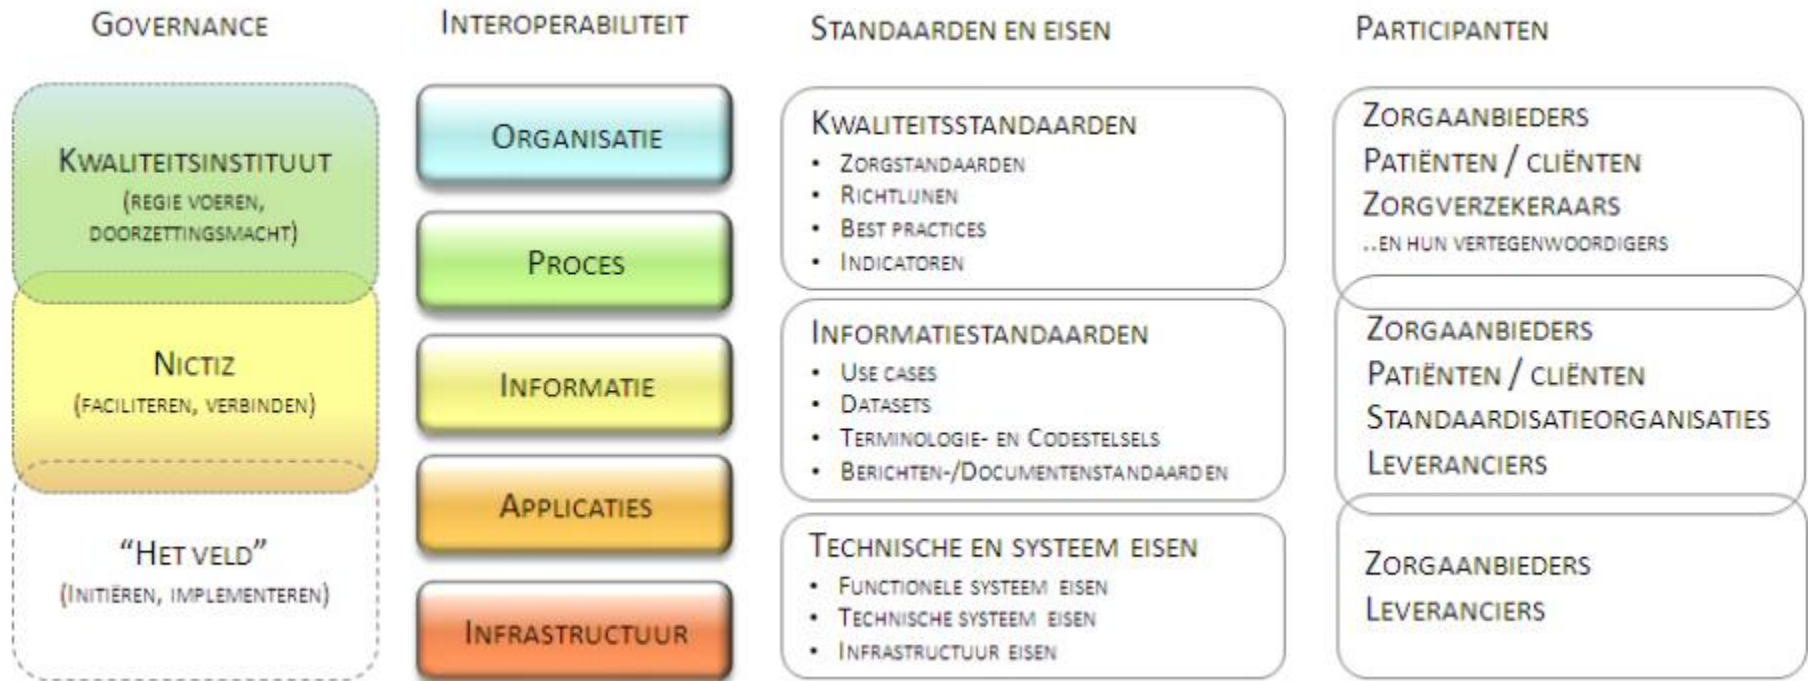 GOVERNANCE
KWALITEITSINSTITUUT
(REGIE VOEREN,
DOORZETTINGSMACHT)
NICTIZ
(FACILITEREN, VERBINDEN)
“HET VELD”
(INITIËREN, IMPLEMENTEREN)
INTEROPERABILITEIT
ORGANISATIE
PROCES
INFORMATIE
APPLICATIES
INFRASTRUCTUUR
STANDAARDEN EN EISEN
KWALITEITSSTANDAARDEN
• ZORGSTANDAARDEN
• RICHTLIJNEN
• BEST PRACTICES
• INDICATOREN
INFORMATIESTANDAARDEN
• USE CASES
• DATASETS
• TERMINOLOGIE- EN CODESTELSELS
• BERICHTEN-/DOCUMENTENSTANDAARDEN
TECHNISCHE EN SYSTEEM EISEN
• FUNCTIONELE SYSTEEM EISEN
• TECHNISCHE SYSTEEM EISEN
• INFRASTRUCTUUR EISEN
PARTICIPANTEN
ZORGAANBIEDERS
PATIËNTEN / CLIËNTEN
ZORGVERZEKERAARS
..EN HUN VERTEGENWOORDIGERS
ZORGAANBIEDERS
PATIËNTEN / CLIËNTEN
STANDAARDISATIEORGANISATIES
LEVERANCIERS
ZORGAANBIEDERS
LEVERANCIERS